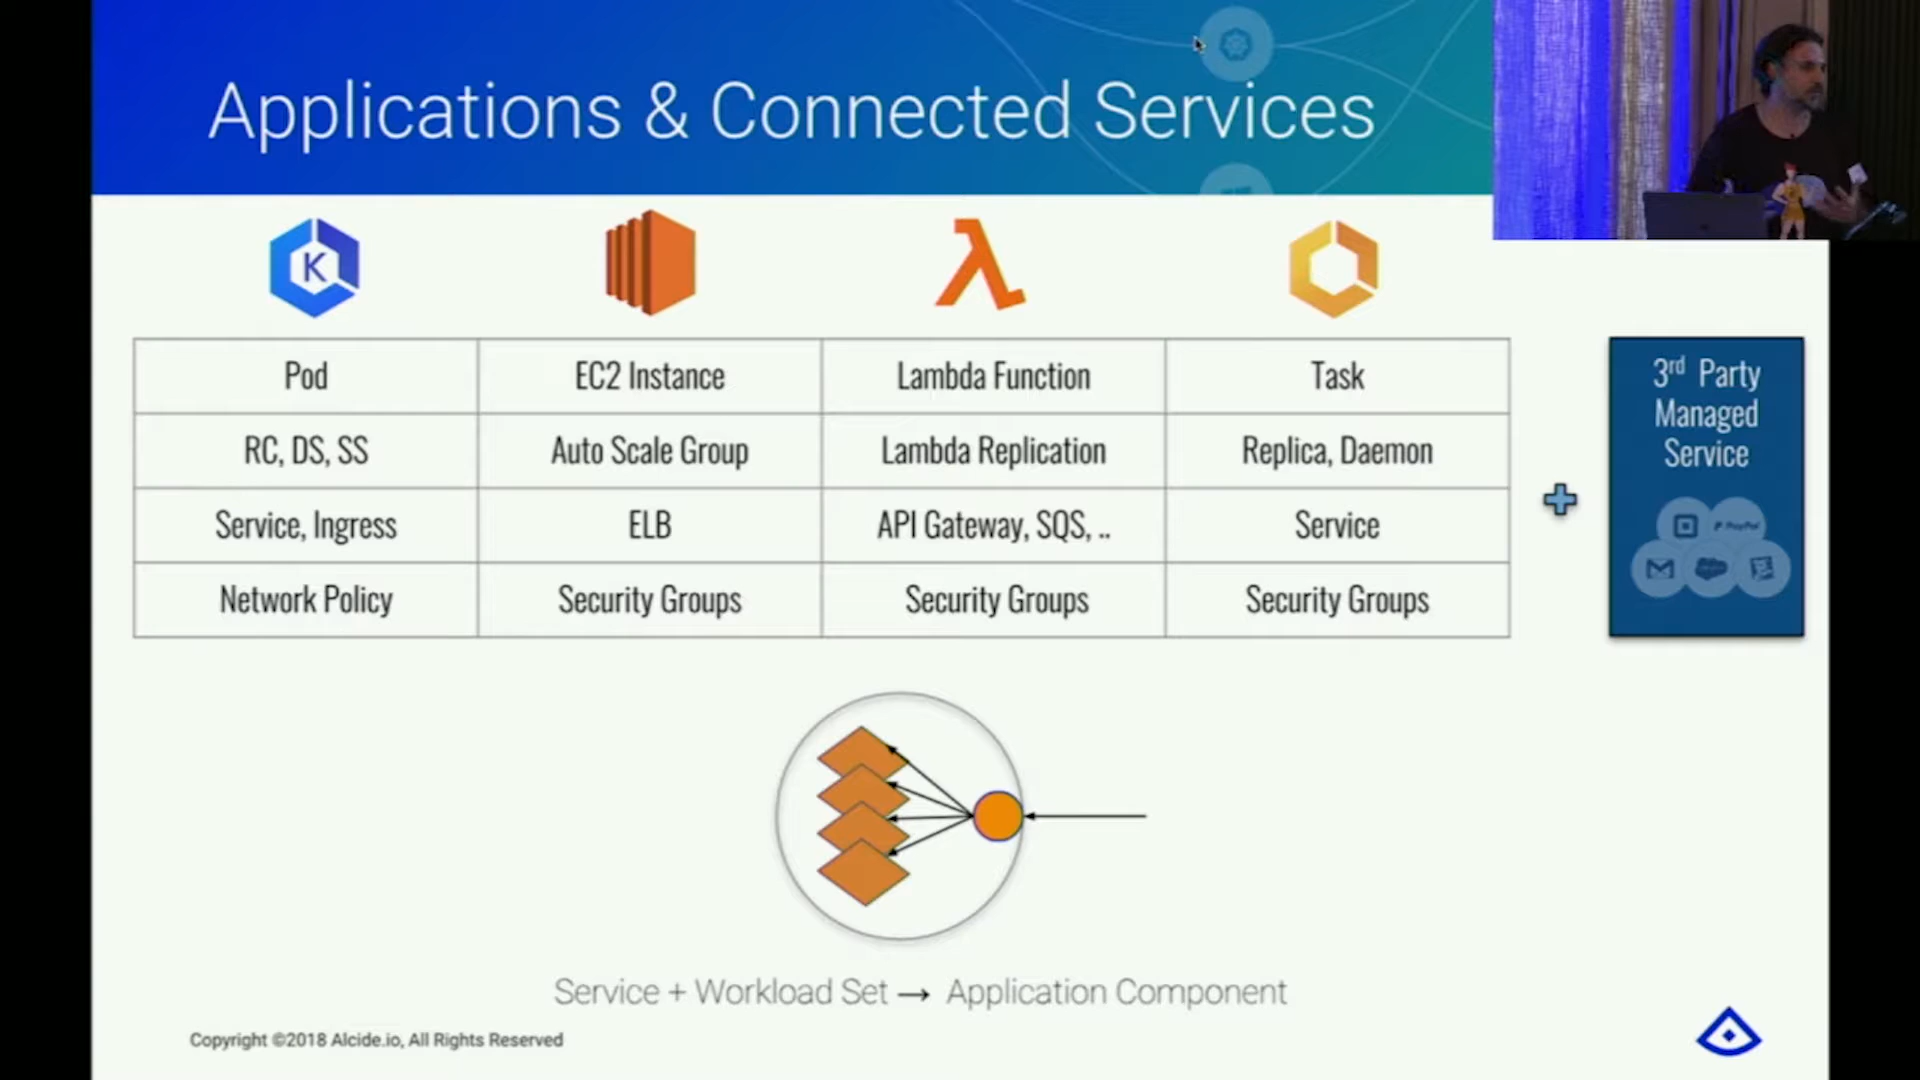 Applications & Connected Services
K
Pod EC2 Instance Lambda Function Task
RC, DS, SS Auto Scale Group Lambda Replication Replica, Daemon
Service, Ingress ELB API Gateway, SQS, .. Service
Network Policy Security Groups Security Groups Security Groups
3rd Party
Managed
Service
PayPal
Service + Workload Set → Application Component
Copyright ©2018 Alcide.io, All Rights Reserved